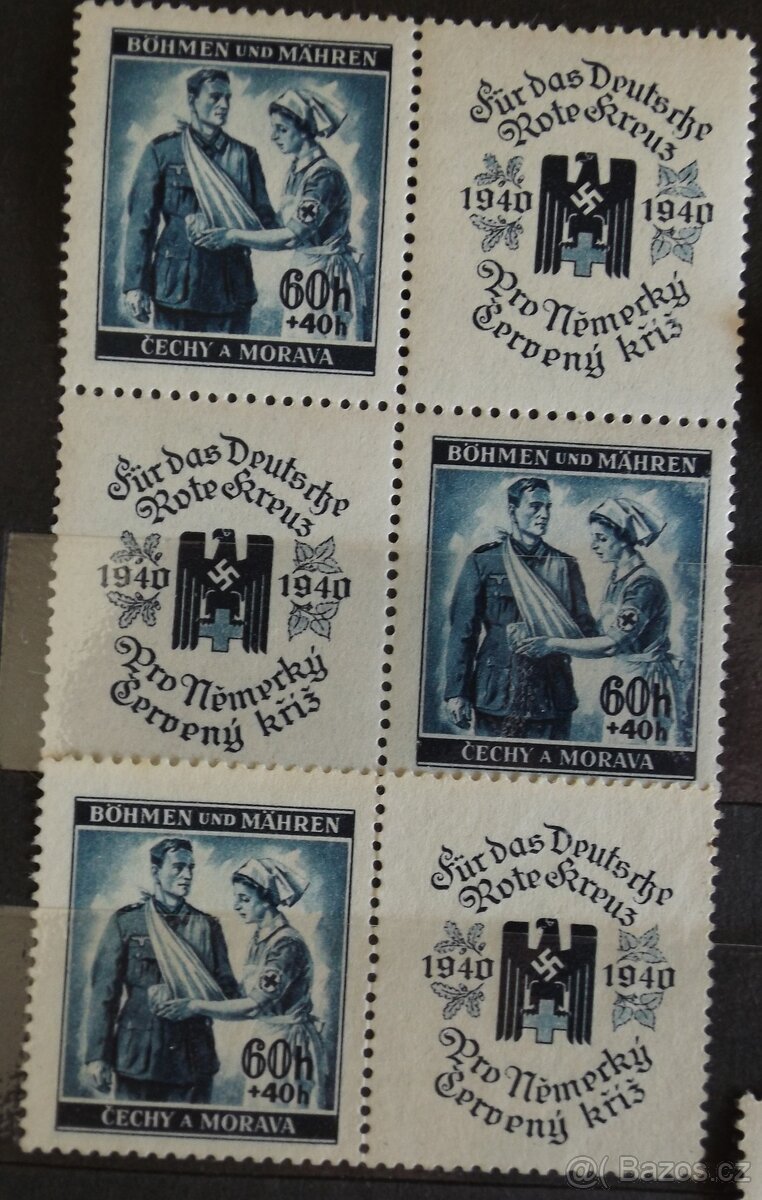 BÖHMEN UND MÄHREN
60h
+40h
ČECHY A MORAVA
Für das Deutsche
Rote Kreuz
1940 1940
Pro Německý
Červený kříž
Für das Deutsche
Rote Kreuz
1940 1940
Pro Německý
Červený kříž
BÖHMEN UND MÄHREN
60h
+40h
ČECHY A MORAVA
BÖHMEN UND MÄHREN
60h
+40h
ČECHY A MORAVA
Für das Deutsche
Rote Kreuz
1940 1940
Pro Německý
Červený kříž
Bazos.cz